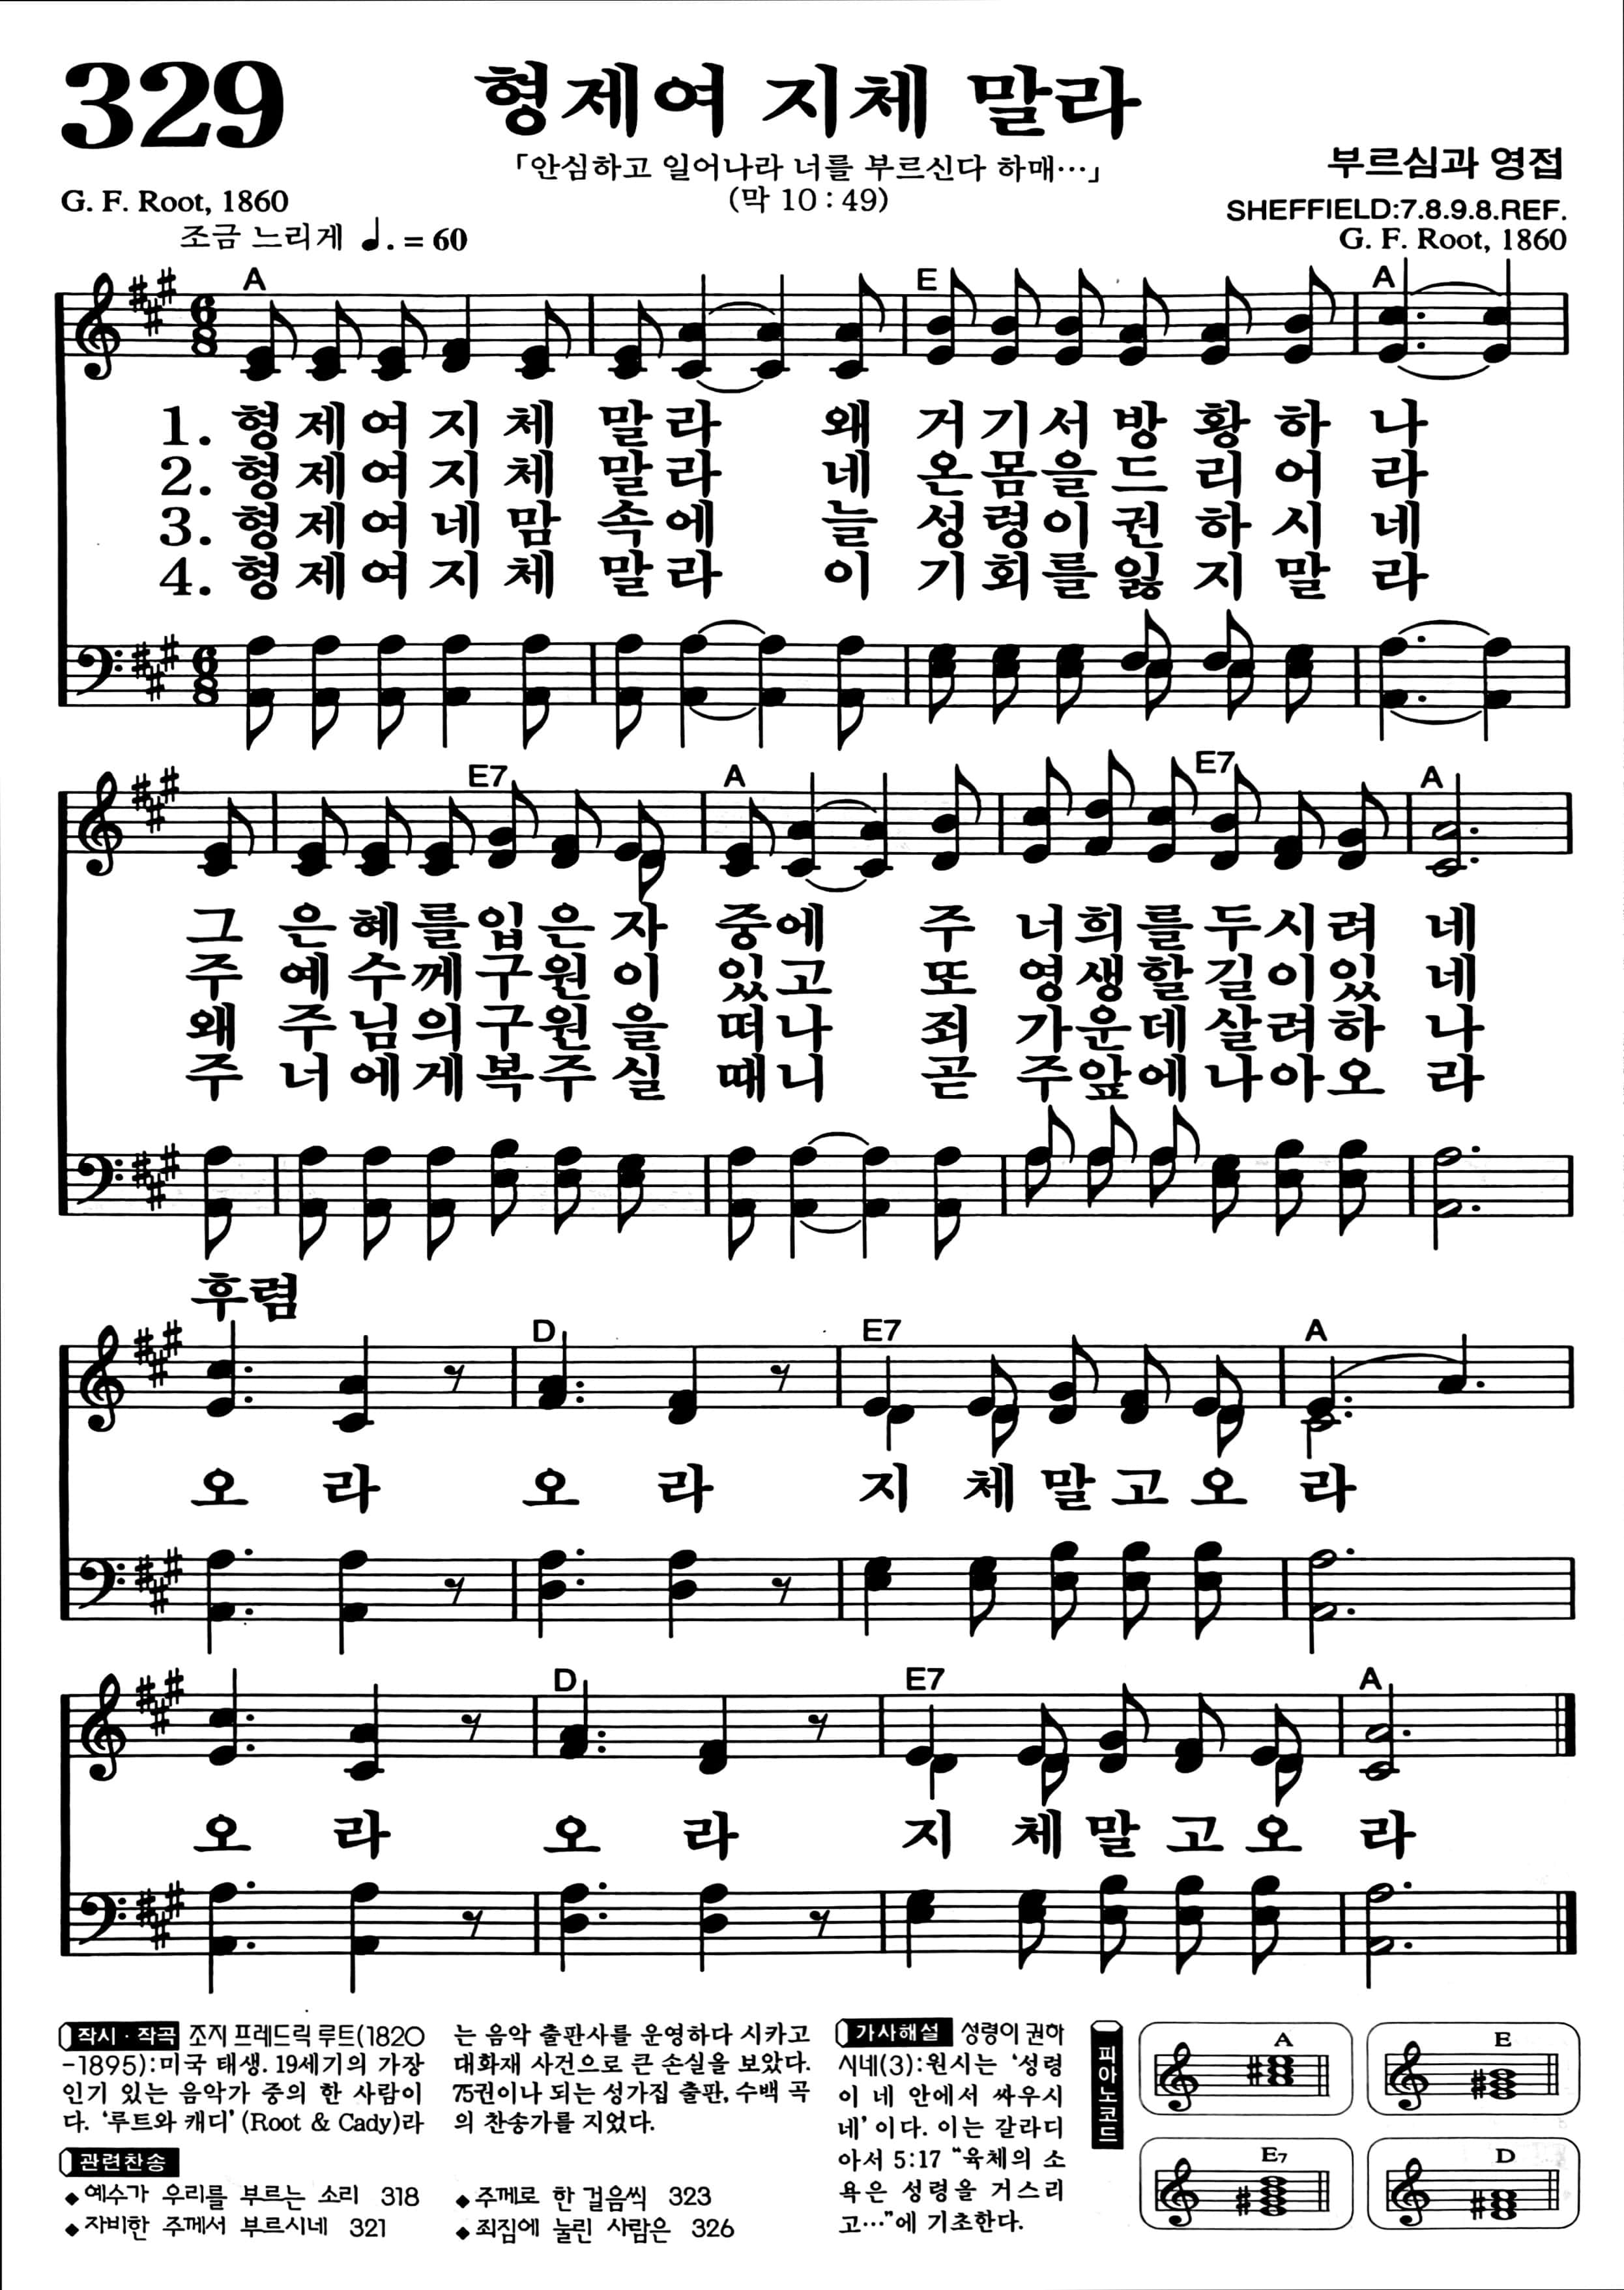 329
형제여 지체 말라
「안심하고 일어나라 너를 부르신다 하매…」
(막 10 : 49)
부르심과 영접
G. F. Root, 1860
SHEFFIELD:7.8.9.8.REF.
조금 느리게 ♩. = 60
G. F. Root, 1860
A E A
1. 형 제 여 지 체 말 라 왜 거 기 서 방 황 하 나
2. 형 제 여 지 체 말 라 네 온 몸 을 드 리 어 라
3. 형 제 여 네 맘 속 에 늘 성 령 이 권 하 시 네
4. 형 제 여 지 체 말 라 이 기 회 를 잃 지 말 라
E7 A E7 A
그 은 혜 를 입 은 자 중 에 주 너 희 를 두 시 려 네
주 예 수 께 구 원 이 있 고 또 영 생 할 길 이 있 네
왜 주 님 의 구 원 을 떠 나 죄 가 운 데 살 려 하 나
주 너 에 게 복 주 실 때 니 곧 주 앞 에 나 아 오 라
후렴
D E7 A
오 라 오 라 지 체 말 고 오 라
D E7 A
오 라 오 라 지 체 말 고 오 라
작시 · 작곡 조지 프레드릭 루트(1820
-1895):미국 태생. 19세기의 가장
인기 있는 음악가 중의 한 사람이
다. ‘루트와 캐디’ (Root & Cady)라
는 음악 출판사를 운영하다 시카고
대화재 사건으로 큰 손실을 보았다.
75권이나 되는 성가집 출판, 수백 곡
의 찬송가를 지었다.
관련찬송
◆예수가 우리를 부르는 소리 318
◆자비한 주께서 부르시네 321
◆주께로 한 걸음씩 323
◆죄짐에 눌린 사람은 326
가사해설 성령이 권하
시네(3):원시는 ‘성령
이 네 안에서 싸우시
네’ 이다. 이는 갈라디
아서 5:17 “육체의 소
욕은 성령을 거스리
고…”에 기초한다.
피아노코드
A E
E7 D